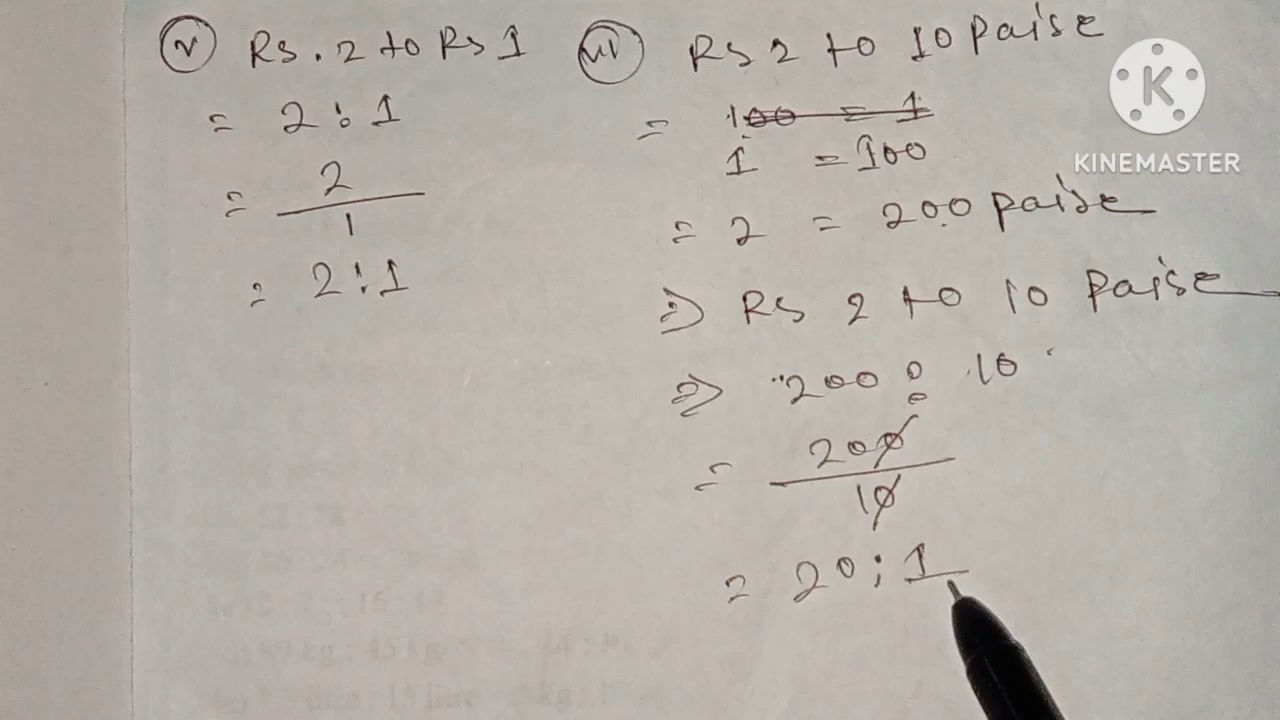 (v) Rs. 2 to Rs 1
= 2 : 1
= 2/1
= 2 : 1
(vi) Rs 2 to 10 paise
= 100 = 1
1 = 100
= 2 = 200 paise
⇒ Rs 2 to 10 Paise
⇒ 200 : 10
= 200/10
= 20 : 1
K
KINEMASTER